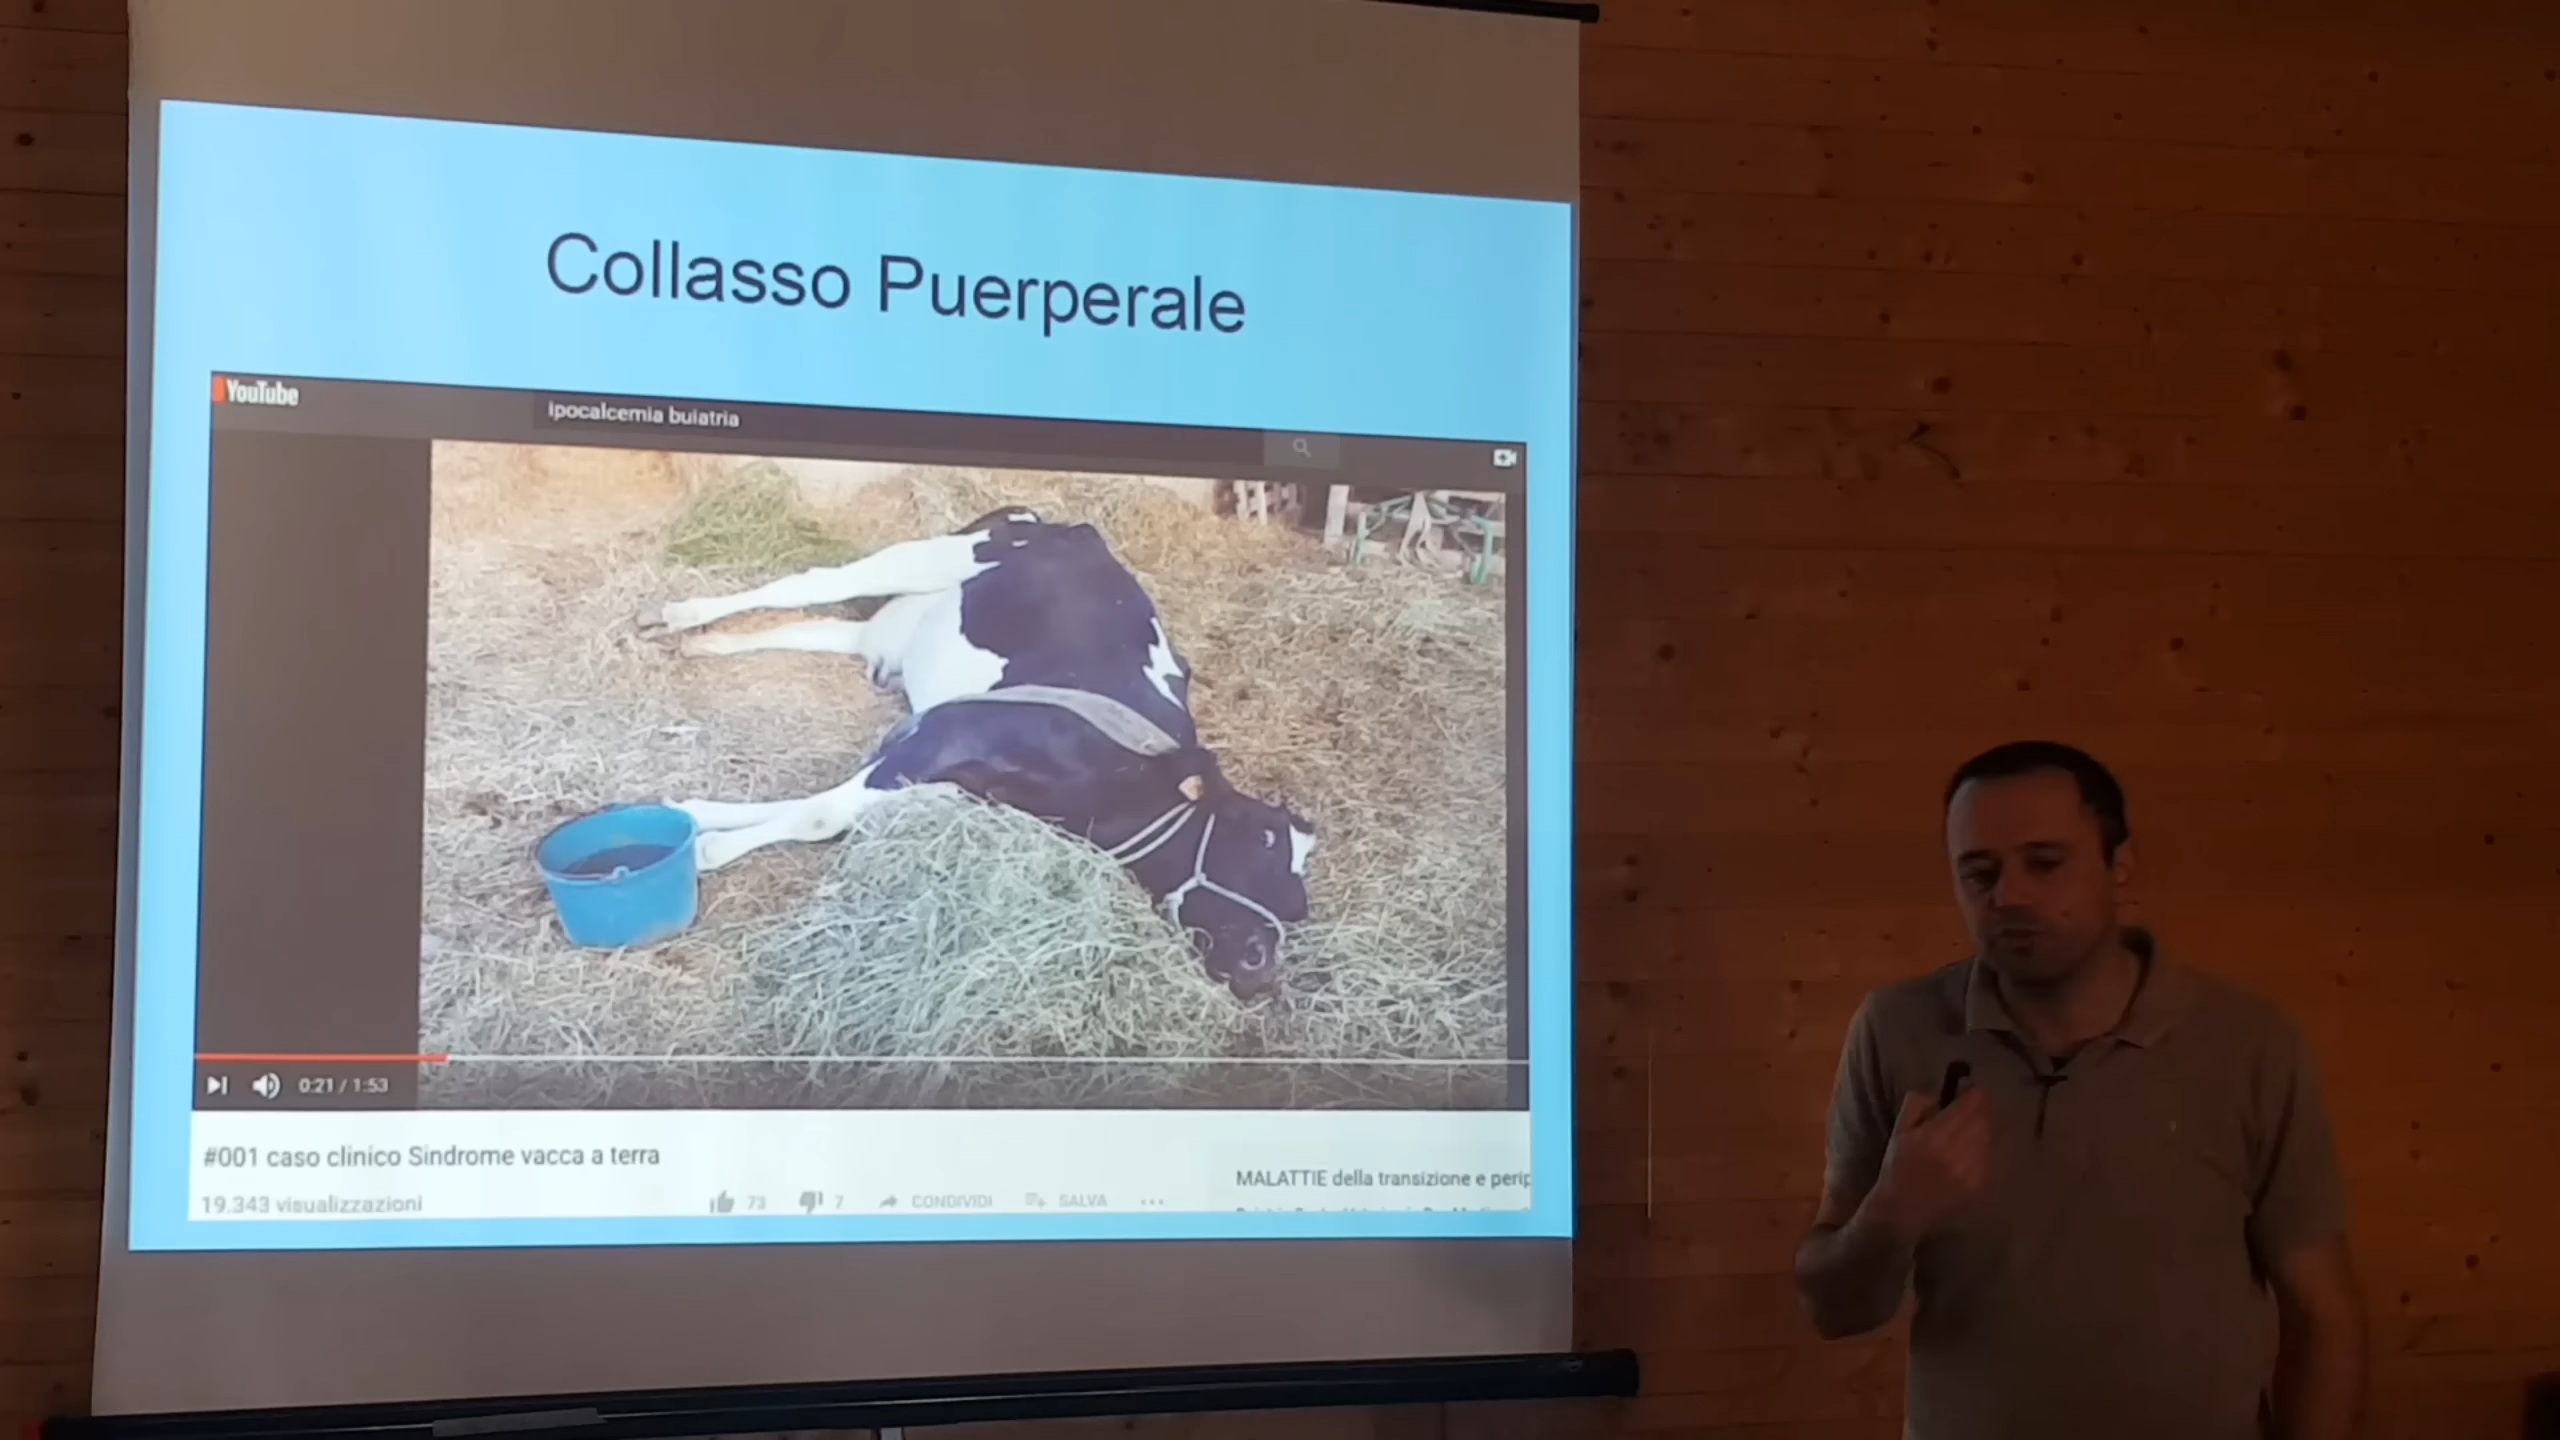 Collasso Puerperale
YouTube
ipocalcemia buiatria
0:21 / 1:53
#001 caso clinico Sindrome vacca a terra
19.343 visualizzazioni
73
7
CONDIVIDI
SALVA
MALATTIE della transizione e perip